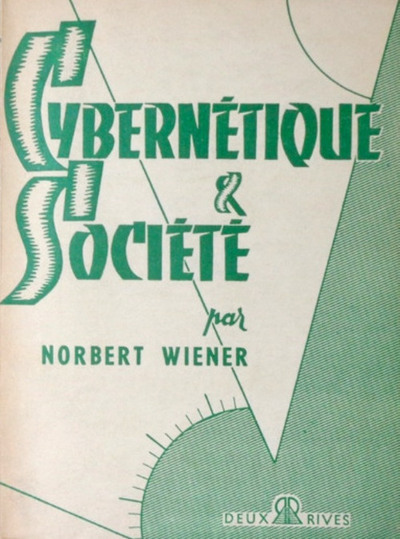 CYBERNÉTIQUE
&
SOCIÉTÉ
par
NORBERT WIENER
DEUX RIVES